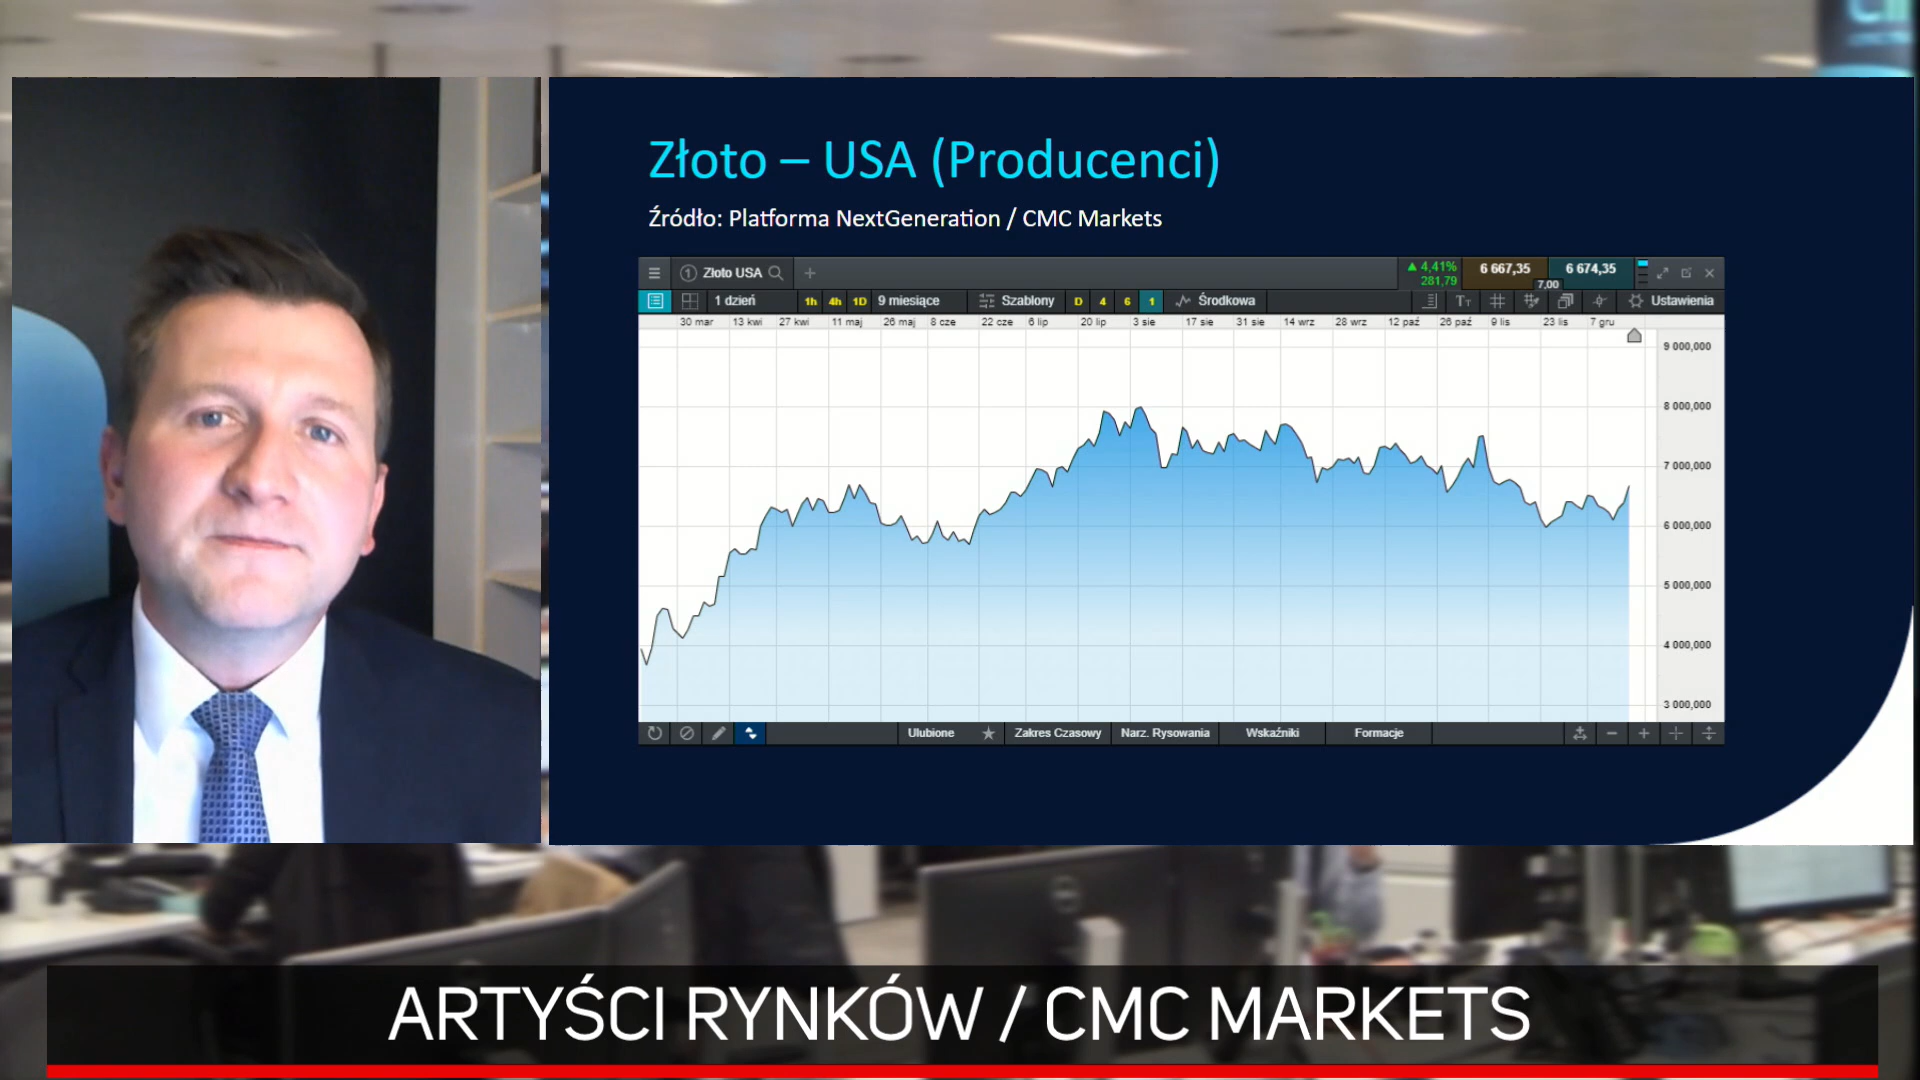 Złoto – USA (Producenci)
Źródło: Platforma NextGeneration / CMC Markets
1 Złoto USA
4,41%
281,79
6 667,35
7,00
6 674,35
1 dzień 1h 4h 1D 9 miesiące Szablony D 4 6 1 Środkowa Ustawienia
30 mar 13 kwi 27 kwi 11 maj 26 maj 8 cze 22 cze 6 lip 20 lip 3 sie 17 sie 31 sie 14 wrz 28 wrz 12 paź 26 paź 9 lis 23 lis 7 gru
9 000,000
8 000,000
7 000,000
6 000,000
5 000,000
4 000,000
3 000,000
Ulubione Zakres Czasowy Narz. Rysowania Wskaźniki Formacje
ARTYŚCI RYNKÓW / CMC MARKETS